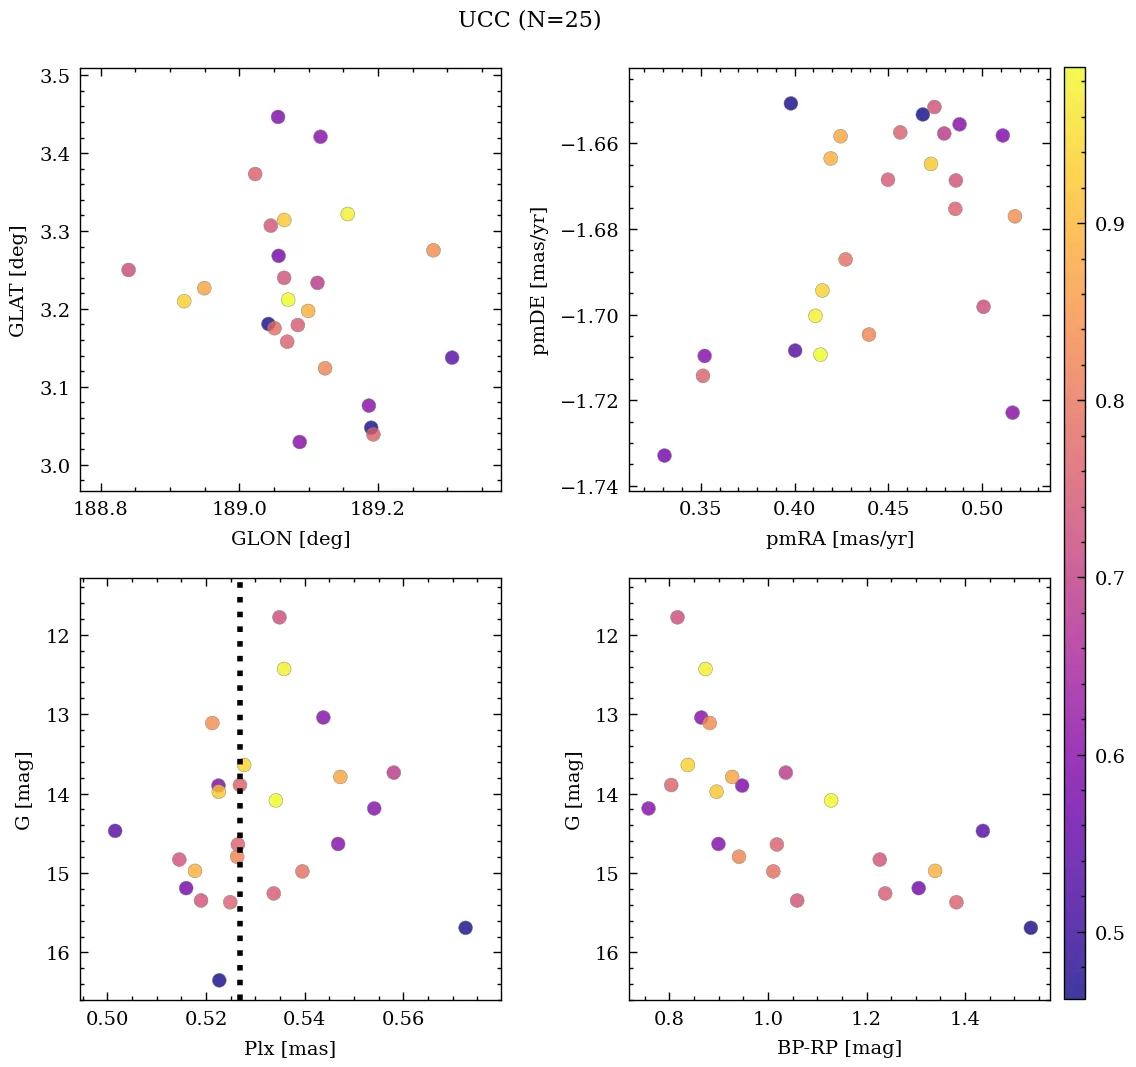 UCC (N=25)
3.5
3.4
3.3
3.2
3.1
3.0
GLAT [deg]
188.8 189.0 189.2
GLON [deg]
−1.66
−1.68
−1.70
−1.72
−1.74
pmDE [mas/yr]
0.35 0.40 0.45 0.50
pmRA [mas/yr]
12
13
14
15
16
G [mag]
0.50 0.52 0.54 0.56
Plx [mas]
12
13
14
15
16
G [mag]
0.8 1.0 1.2 1.4
BP-RP [mag]
0.9
0.8
0.7
0.6
0.5